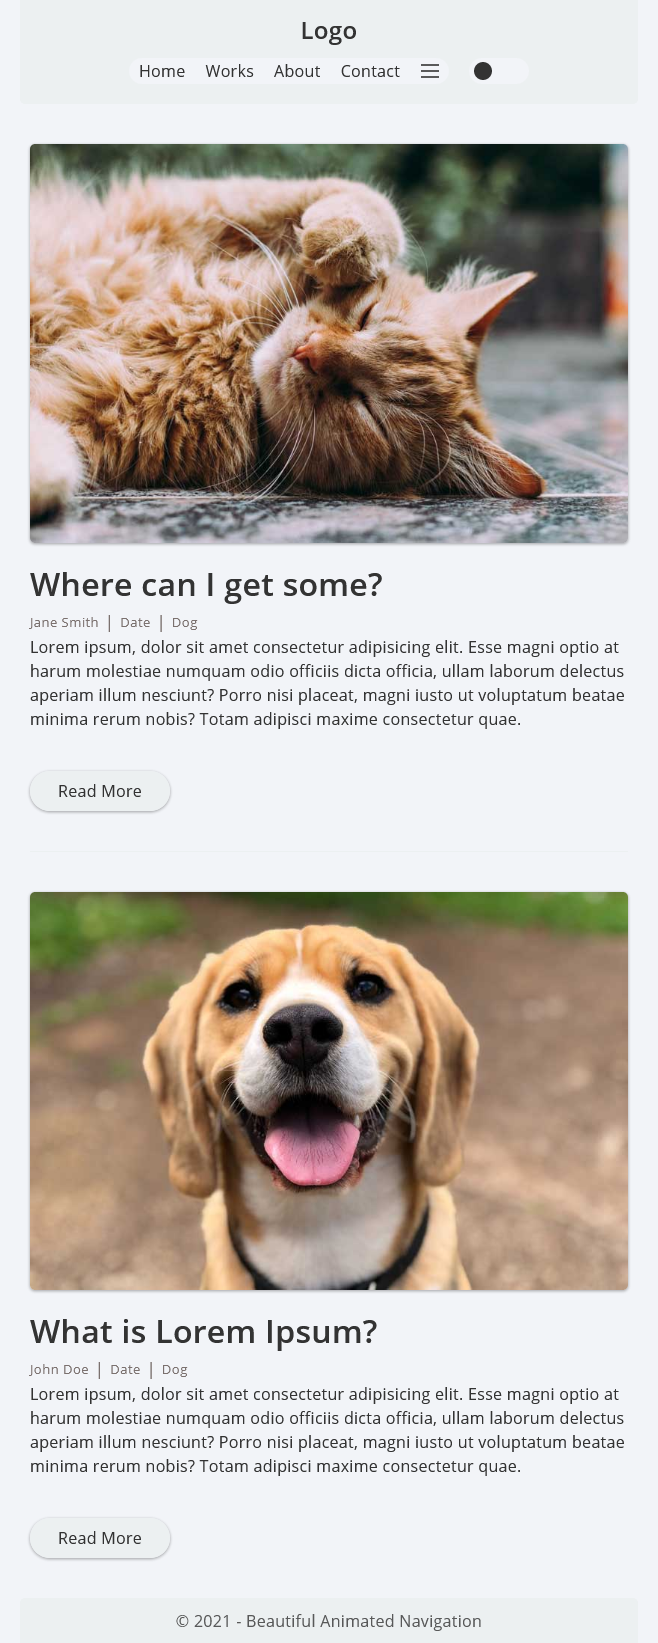 Logo
Home Works About Contact
Where can I get some?
Jane Smith | Date | Dog
Lorem ipsum, dolor sit amet consectetur adipisicing elit. Esse magni optio at
harum molestiae numquam odio officiis dicta officia, ullam laborum delectus
aperiam illum nesciunt? Porro nisi placeat, magni iusto ut voluptatum beatae
minima rerum nobis? Totam adipisci maxime consectetur quae.
Read More
What is Lorem Ipsum?
John Doe | Date | Dog
Lorem ipsum, dolor sit amet consectetur adipisicing elit. Esse magni optio at
harum molestiae numquam odio officiis dicta officia, ullam laborum delectus
aperiam illum nesciunt? Porro nisi placeat, magni iusto ut voluptatum beatae
minima rerum nobis? Totam adipisci maxime consectetur quae.
Read More
© 2021 - Beautiful Animated Navigation